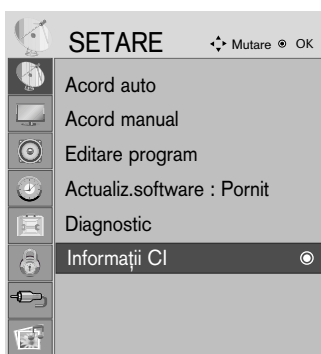 SETARE
Mutare OK
Acord auto
Acord manual
Editare program
Actualiz.software : Pornit
Diagnostic
Informații CI